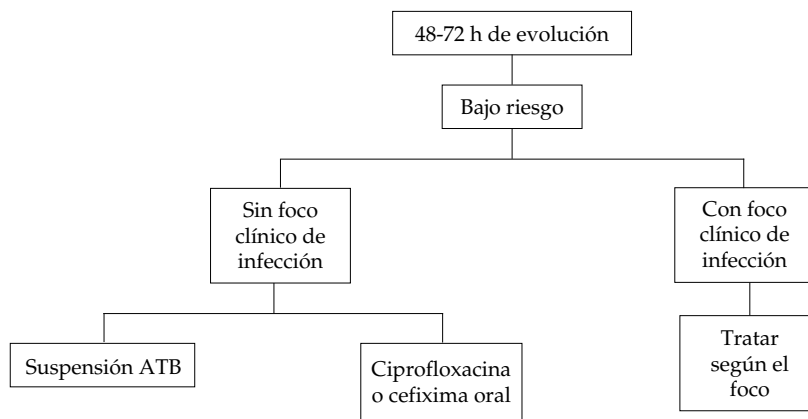 48-72 h de evolución
Bajo riesgo
Sin foco
clínico de
infección
Con foco
clínico de
infección
Suspensión ATB
Ciprofloxacina
o cefixima oral
Tratar
según el
foco